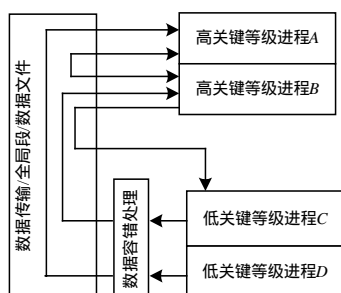 数据传输/全局段/数据文件
高关键等级进程A
高关键等级进程B
数据容错处理
低关键等级进程C
低关键等级进程D